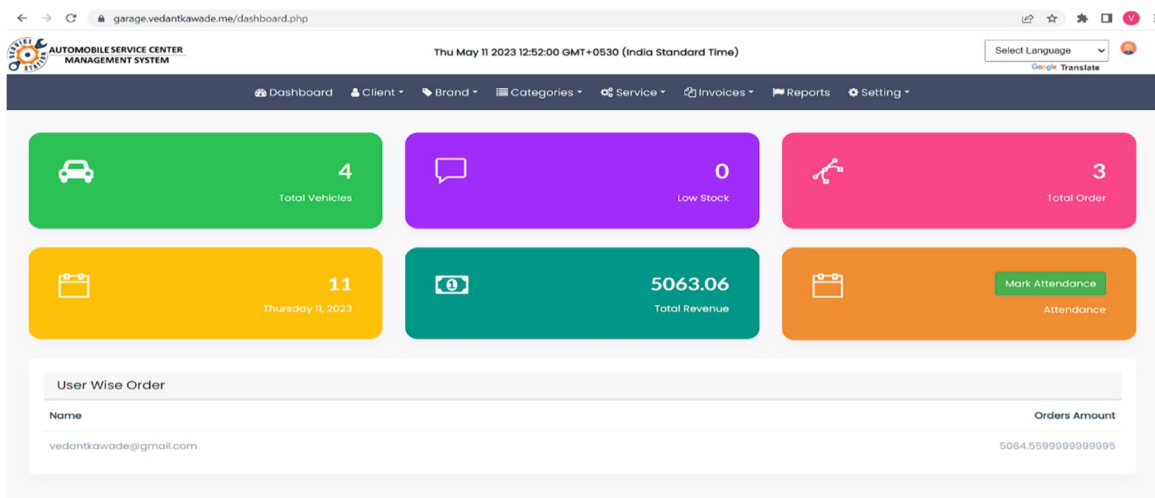 garage.vedantkawade.me/dashboard.php
V
SERVICE
STATION
AUTOMOBILE SERVICE CENTER
MANAGEMENT SYSTEM
Thu May 11 2023 12:52:00 GMT+0530 (India Standard Time)
Select Language
Google Translate
Dashboard Client Brand Categories Service Invoices Reports Setting
4
Total Vehicles
0
Low Stock
3
Total Order
11
Thursday 11, 2023
1
5063.06
Total Revenue
Mark Attendance
Attendance
User Wise Order
Name Orders Amount
vedantkawade@gmail.com 5064.5599999999995